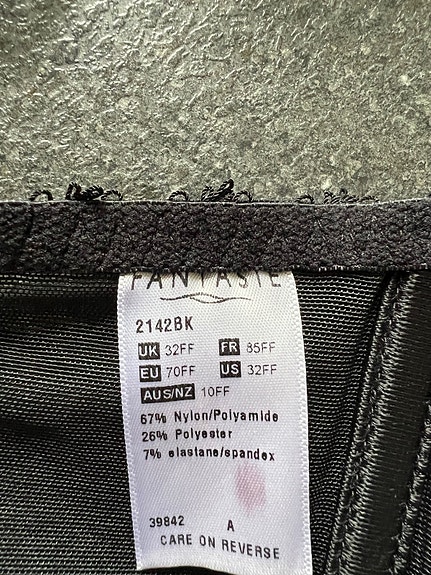 FANTASIE
2142BK
UK 32FF FR 85FF
EU 70FF US 32FF
AUS/NZ 10FF
67% Nylon/Polyamide
26% Polyester
7% elastane/spandex
39842 A
CARE ON REVERSE